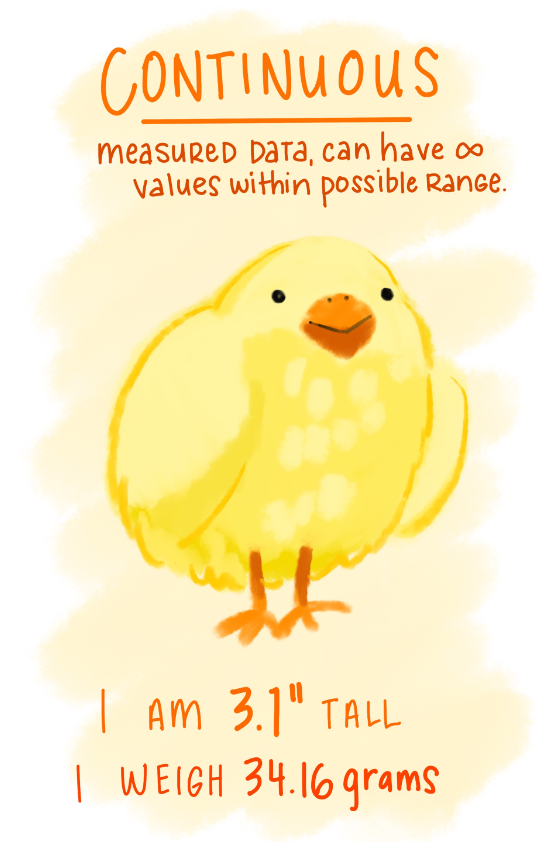 CONTINUOUS
measured data, can have ∞
values within possible range.
I AM 3.1" TALL
I WEIGH 34.16 grams